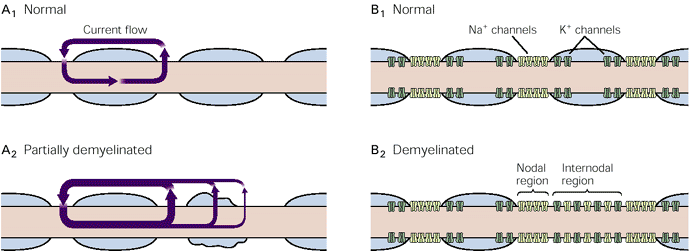 A₁ Normal
Current flow
B₁ Normal
Na⁺ channels
K⁺ channels
A₂ Partially demyelinated
B₂ Demyelinated
Nodal
region
Internodal
region